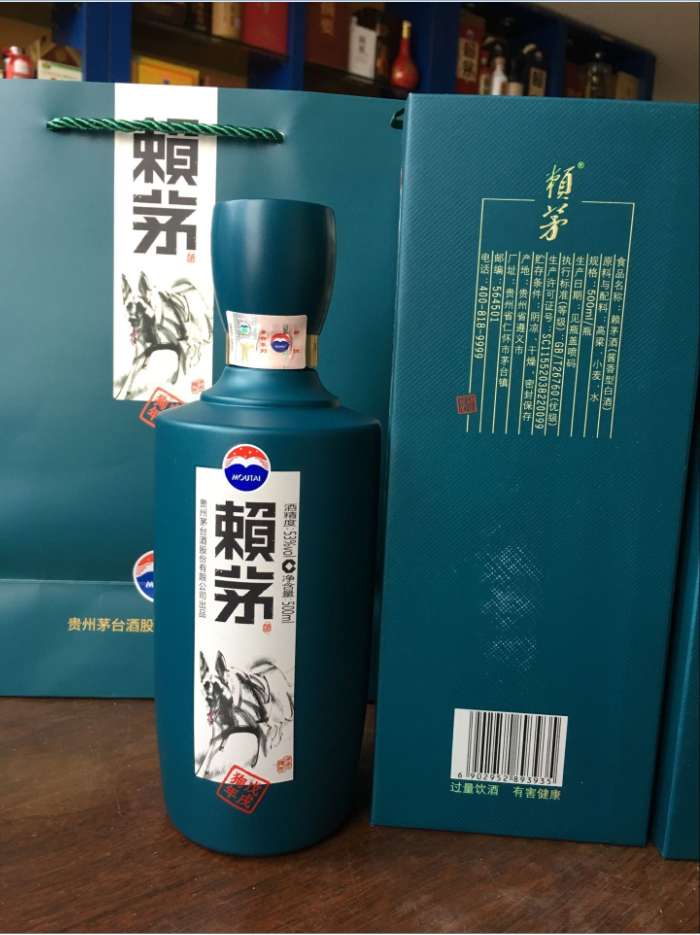 賴茅
贵州茅台酒股
MOUTAI
賴茅
贵州茅台酒股份有限公司出品
酒精度:53%vol 净含量:500ml
戊戌
狗年
賴茅®
食品名称:赖茅酒(酱香型白酒)
原料与配料:高粱、小麦、水
规格:500ml/瓶
生产日期:见瓶盖喷码
执行标准(等级):GB/T26760(优级)
生产许可证号:SC11552038220099
贮存条件:阴凉、干燥、密封保存
产地:贵州省遵义市
厂址:贵州省仁怀市茅台镇
邮编:564501
电话:400-818-9999
6 902952 893935
过量饮酒 有害健康